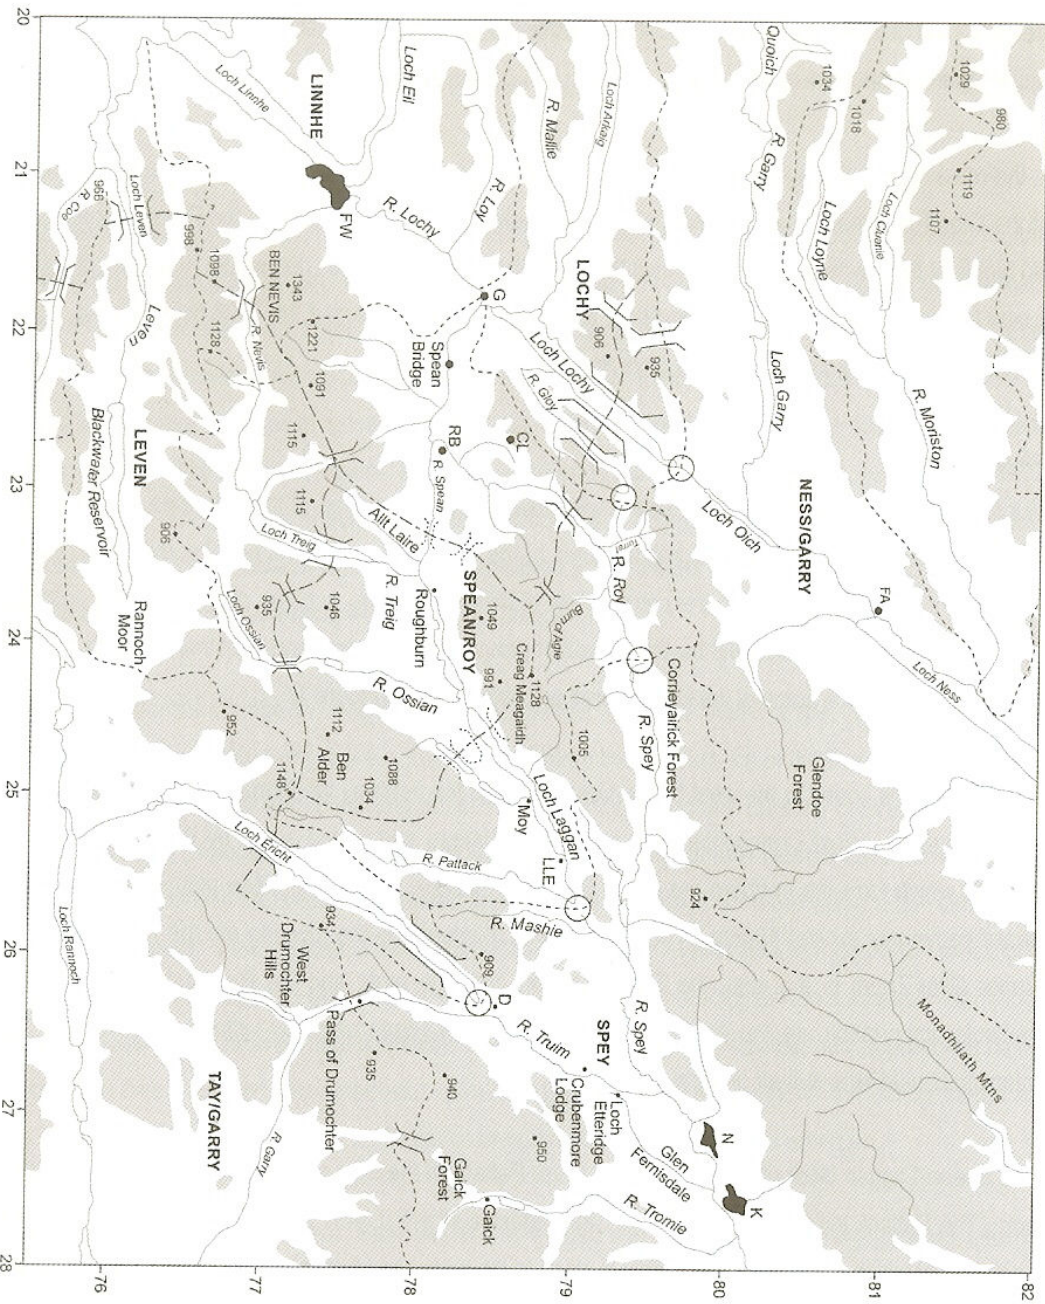 20
21
22
23
24
25
26
27
28
76
77
78
79
80
81
82
1029
980
1034
1018
1119
1107
Quoich
R. Garry
Loch Loyne
Loch Cluanie
R. Moriston
Loch Garry
NESS/GARRY
Loch Oich
FA
Loch Ness
Glendoe
Forest
Monadhliath Mtns
924
Loch Arkaig
R. Mallie
Loch Eil
Loch Linnhe
LINNHE
FW
R. Lochy
R. Loy
LOCHY
906
935
Loch Lochy
R. Gloy
G
Spean
Bridge
CL
RB
R. Spean
Turret
R. Roy
Burn of Agie
Corrieyairick Forest
R. Spey
SPEAN/ROY
1049
991
1128
Creag Meagaidh
1005
Loch Laggan
Moy
LLE
R. Pattack
R. Mashie
R. Spey
SPEY
R. Truim
D
909
Crubenmore
Lodge
Loch
Etteridge
Glen
Fernisdale
N
K
R. Tromie
Gaick
Gaick
Forest
950
940
935
Pass of Drumochter
West
Drumochter
Hills
934
TAY/GARRY
R. Garry
Loch Ericht
1148
1034
1088
1112
Ben
Alder
952
R. Ossian
Loch Ossian
Roughburn
R. Treig
Loch Treig
Allt Laire
1046
935
1115
1115
1091
1221
1343
BEN NEVIS
R. Nevis
1128
1098
998
Loch Leven
R. Coe
966
Leven
LEVEN
Blackwater Reservoir
906
Rannoch
Moor
Loch Rannoch